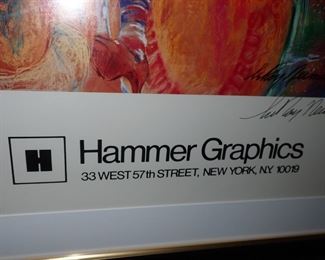 H Hammer Graphics
33 WEST 57th STREET, NEW YORK, N.Y. 10019